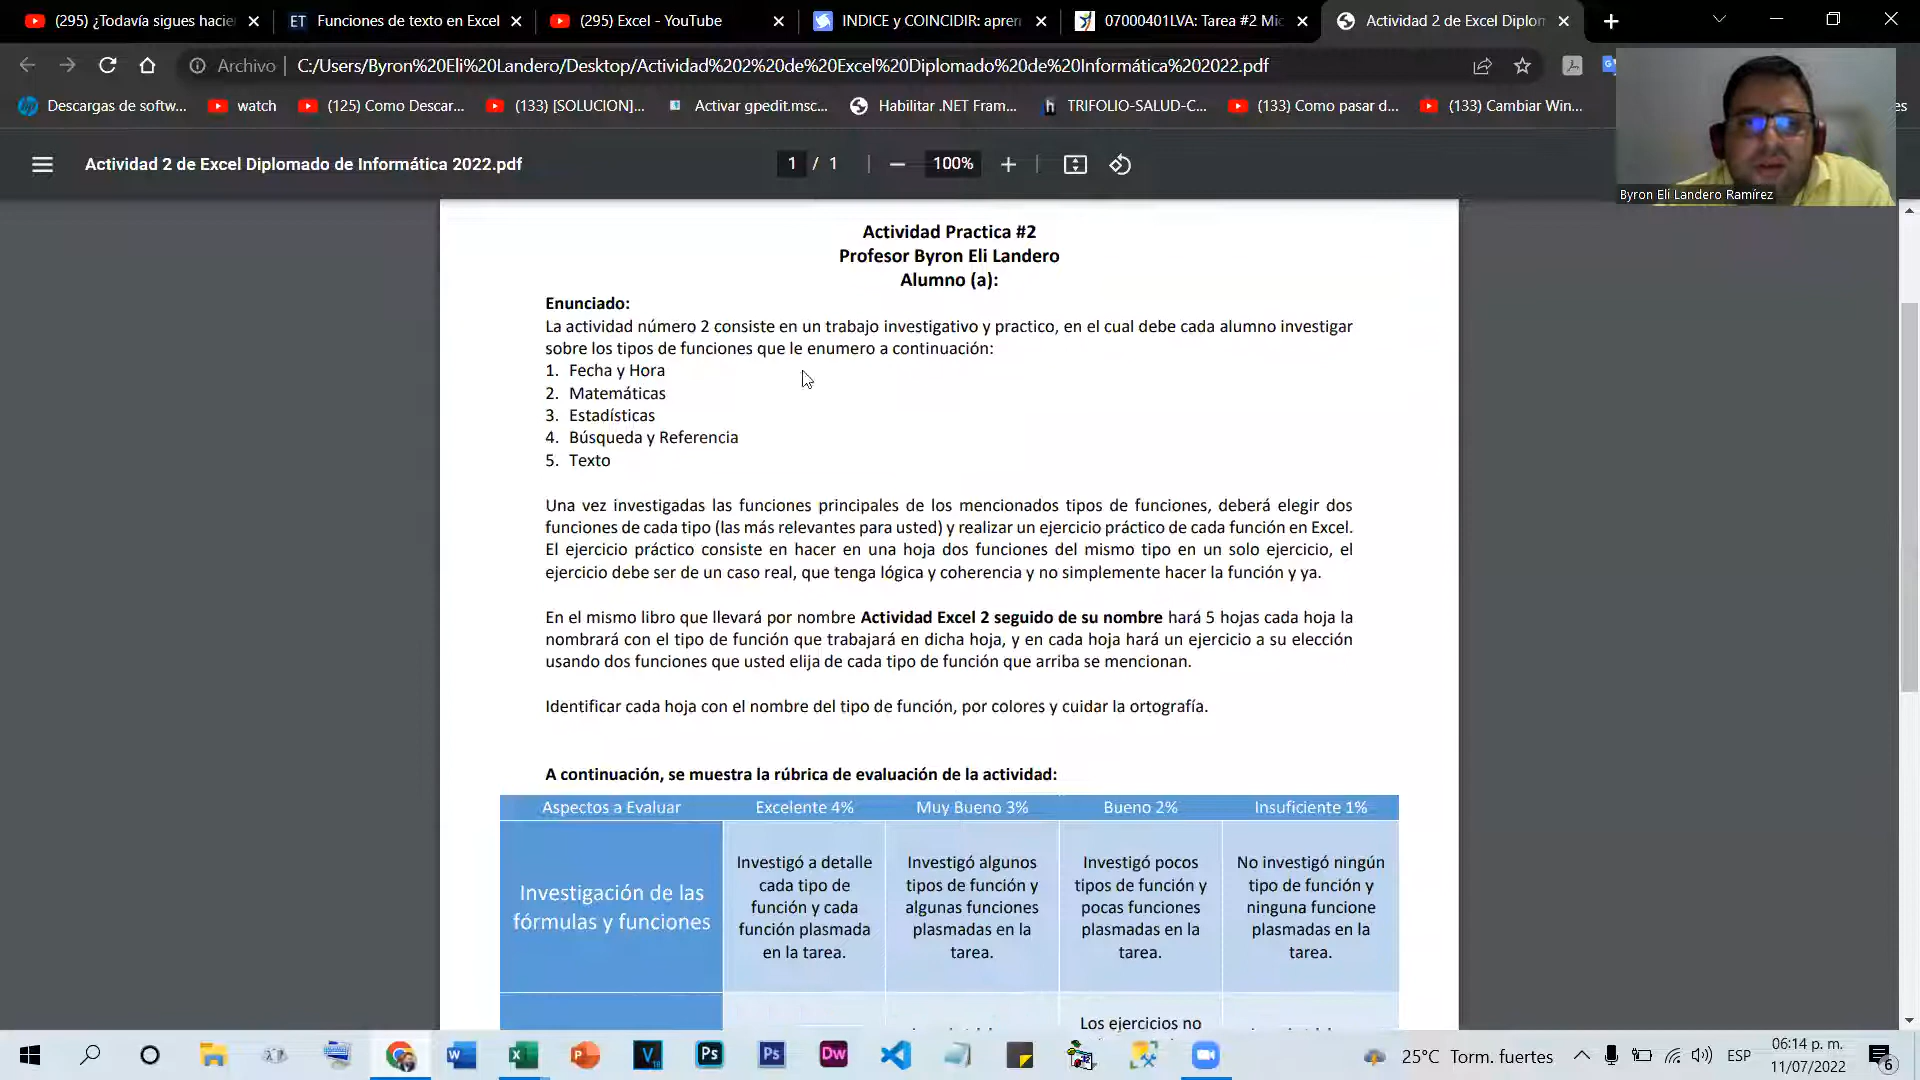 (295) ¿Todavía sigues hacie
ET Funciones de texto en Excel
(295) Excel - YouTube
INDICE y COINCIDIR: apren
07000401LVA: Tarea #2 Mic
Actividad 2 de Excel Diplom
Archivo
C:/Users/Byron%20Eli%20Landero/Desktop/Actividad%202%20de%20Excel%20Diplomado%20de%20Informática%202022.pdf
Descargas de softw...
watch
(125) Como Descar...
(133) [SOLUCION]...
Activar gpedit.msc...
Habilitar .NET Fram...
TRIFOLIO-SALUD-C...
(133) Como pasar d...
(133) Cambiar Win...
es
Byron Eli Landero Ramírez
Actividad 2 de Excel Diplomado de Informática 2022.pdf
1 / 1
100%
Actividad Practica #2
Profesor Byron Eli Landero
Alumno (a):
Enunciado:
La actividad número 2 consiste en un trabajo investigativo y practico, en el cual debe cada alumno investigar
sobre los tipos de funciones que le enumero a continuación:
1. Fecha y Hora
2. Matemáticas
3. Estadísticas
4. Búsqueda y Referencia
5. Texto
Una vez investigadas las funciones principales de los mencionados tipos de funciones, deberá elegir dos
funciones de cada tipo (las más relevantes para usted) y realizar un ejercicio práctico de cada función en Excel.
El ejercicio práctico consiste en hacer en una hoja dos funciones del mismo tipo en un solo ejercicio, el
ejercicio debe ser de un caso real, que tenga lógica y coherencia y no simplemente hacer la función y ya.
En el mismo libro que llevará por nombre Actividad Excel 2 seguido de su nombre hará 5 hojas cada hoja la
nombrará con el tipo de función que trabajará en dicha hoja, y en cada hoja hará un ejercicio a su elección
usando dos funciones que usted elija de cada tipo de función que arriba se mencionan.
Identificar cada hoja con el nombre del tipo de función, por colores y cuidar la ortografía.
A continuación, se muestra la rúbrica de evaluación de la actividad:
Aspectos a Evaluar
Excelente 4%
Muy Bueno 3%
Bueno 2%
Insuficiente 1%
Investigación de las
fórmulas y funciones
Investigó a detalle
cada tipo de
función y cada
función plasmada
en la tarea.
Investigó algunos
tipos de función y
algunas funciones
plasmadas en la
tarea.
Investigó pocos
tipos de función y
pocas funciones
plasmadas en la
tarea.
No investigó ningún
tipo de función y
ninguna funcione
plasmadas en la
tarea.
Los ejercicios no
25°C Torm. fuertes
ESP
06:14 p. m.
11/07/2022
6